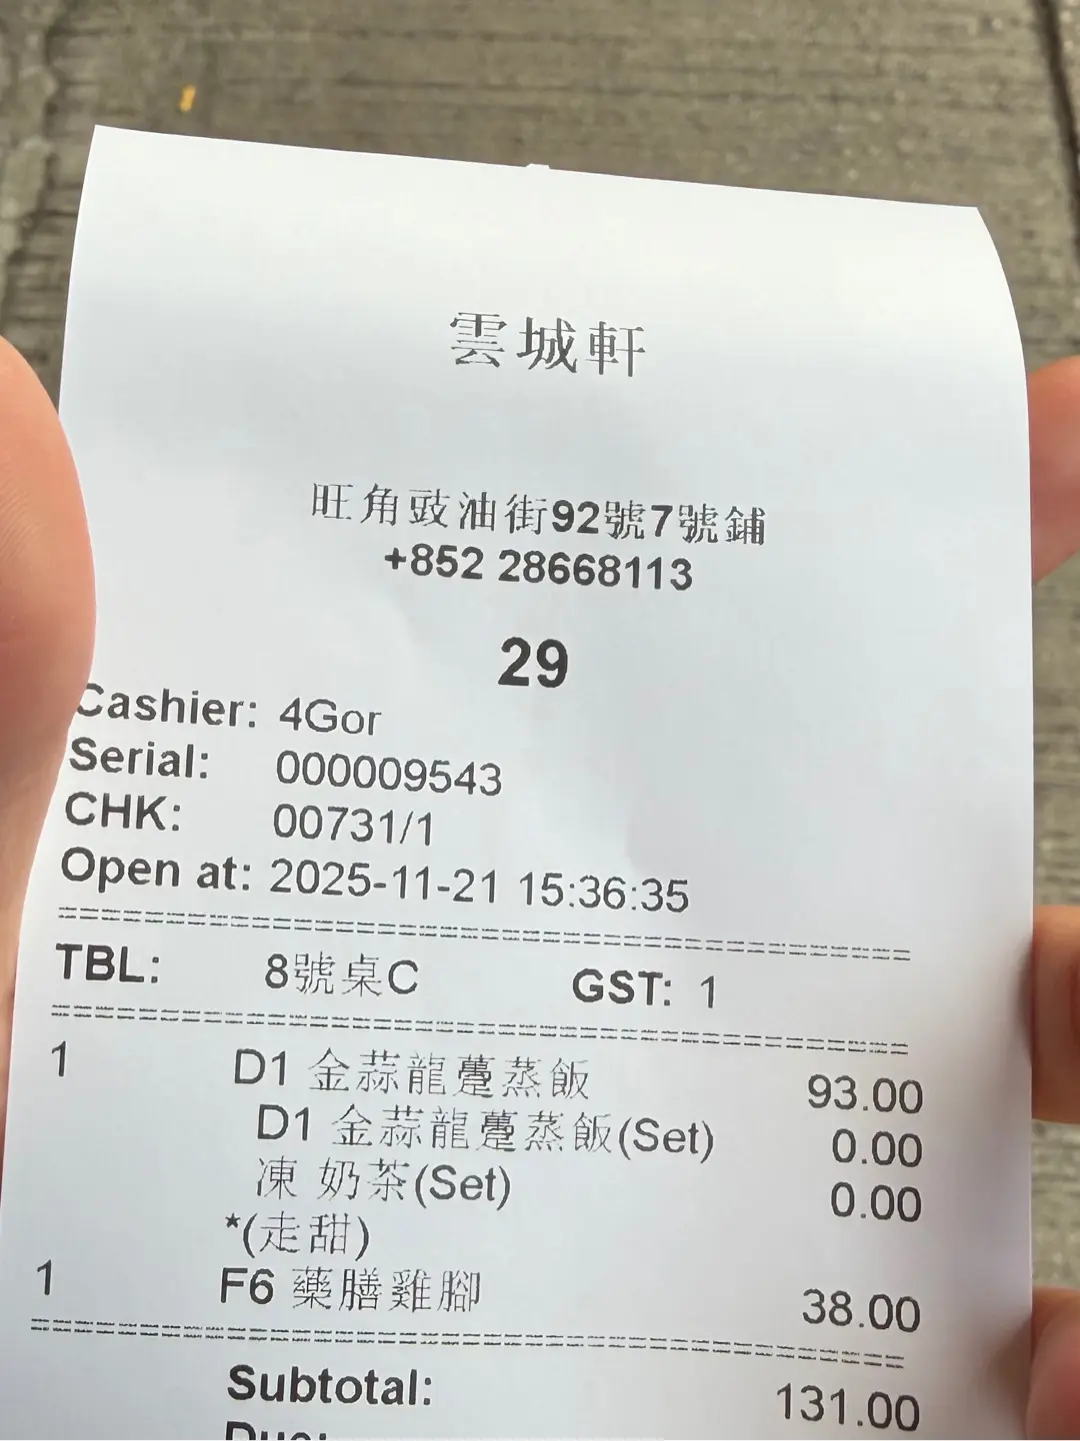 雲城軒
旺角豉油街92號7號鋪
+852 28668113
29
Cashier: 4Gor
Serial: 000009543
CHK: 00731/1
Open at: 2025-11-21 15:36:35
TBL: 8號桌C GST: 1
1 D1 金蒜龍躉蒸飯 93.00
D1 金蒜龍躉蒸飯(Set) 0.00
凍 奶茶(Set) 0.00
*(走甜)
1 F6 藥膳雞腳 38.00
Subtotal: 131.00
Due: